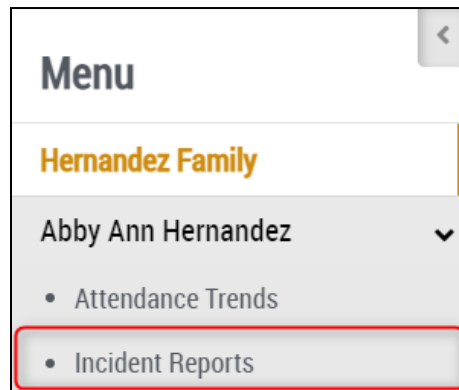 Menu
Hernandez Family
Abby Ann Hernandez
• Attendance Trends
• Incident Reports